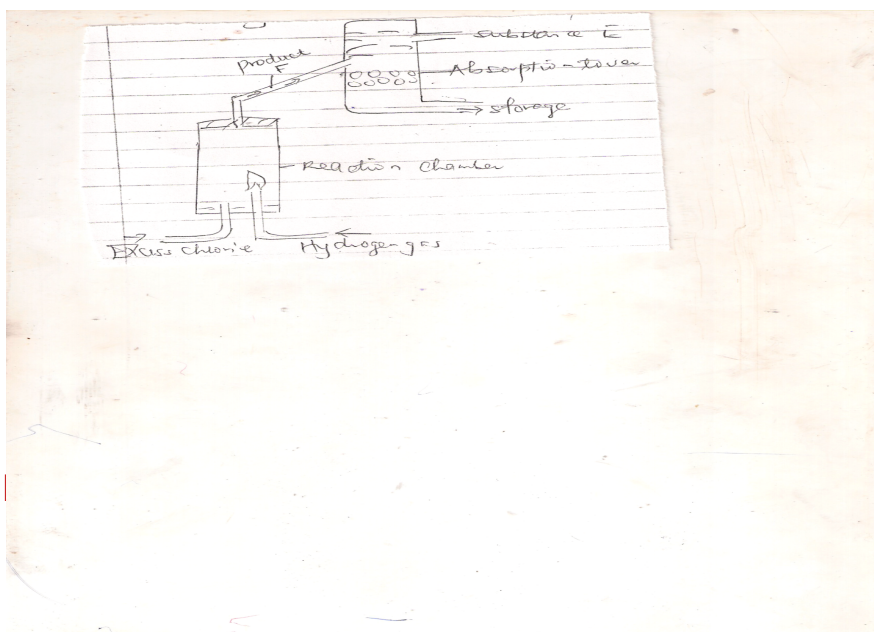 substance E
product
F
Absorption-tower
storage
Reaction Chamber
Excess chlorine
Hydrogen-gas